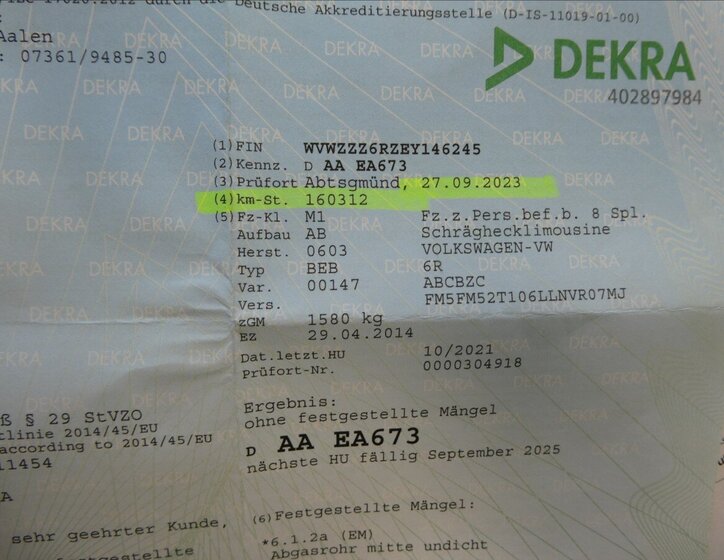 durch die Deutsche Akkreditierungsstelle (D-IS-11019-01-00)
Aalen
: 07361/9485-30
DEKRA
402897984
(1) FIN WVWZZZ6RZEY146245
(2) Kennz. D AA EA673
(3) Prüfort Abtsgmünd, 27.09.2023
(4) km-St. 160312
(5) Fz-Kl. M1 Fz.z.Pers.bef.b. 8 Spl.
Aufbau AB Schräghecklimousine
Herst. 0603 VOLKSWAGEN-VW
Typ BEB 6R
Var. 00147 ABCBZC
Vers. FM5FM52T106LLNVR07MJ
zGM 1580 kg
EZ 29.04.2014
Dat.letzt.HU 10/2021
Prüfort-Nr. 0000304918
Ergebnis:
ohne festgestellte Mängel
D AA EA673
nächste HU fällig September 2025
ß § 29 StVZO
tlinie 2014/45/EU
according to 2014/45/EU
11454
A
sehr geehrter Kunde,
festgestellte
(6) Festgestellte Mängel:
*6.1.2a (EM)
Abgasrohr mitte undicht